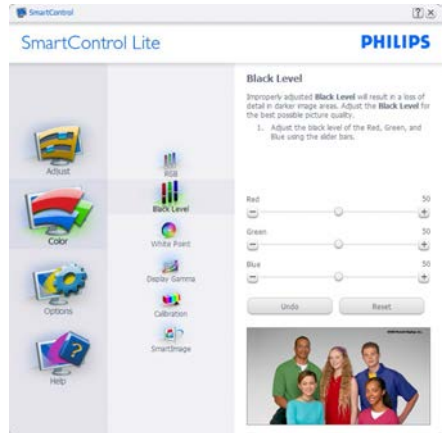 SmartControl
SmartControl Lite
PHILIPS
Adjust
Color
Options
Help
RGB
Black Level
White Point
Display Gamma
Calibration
SmartImage
Black Level
Improperly adjusted Black Level will result in a loss of
detail in darker image areas. Adjust the Black Level for
the best possible picture quality.
1. Adjust the black level of the Red, Green, and
Blue using the slider bars.
Red 50
Green 50
Blue 50
Undo Reset